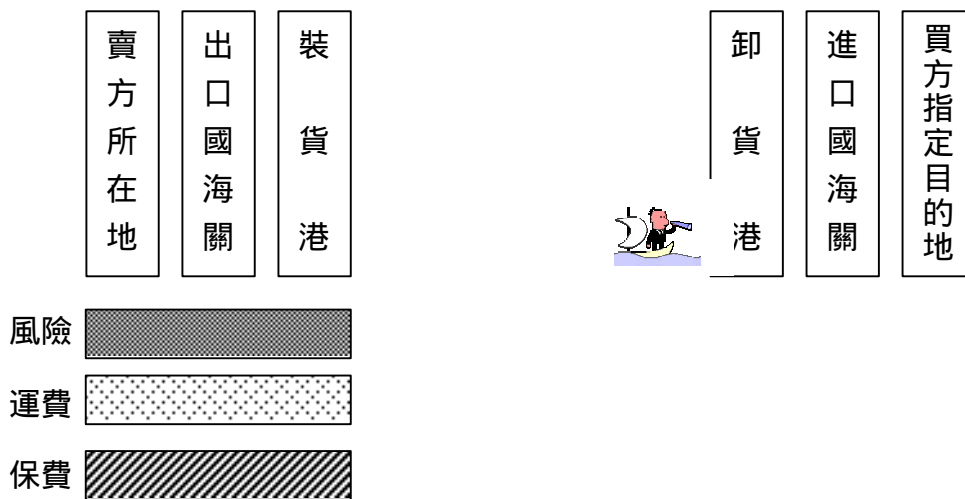 賣方所在地
出口國海關
裝貨港
卸貨港
進口國海關
買方指定目的地
風險
運費
保費